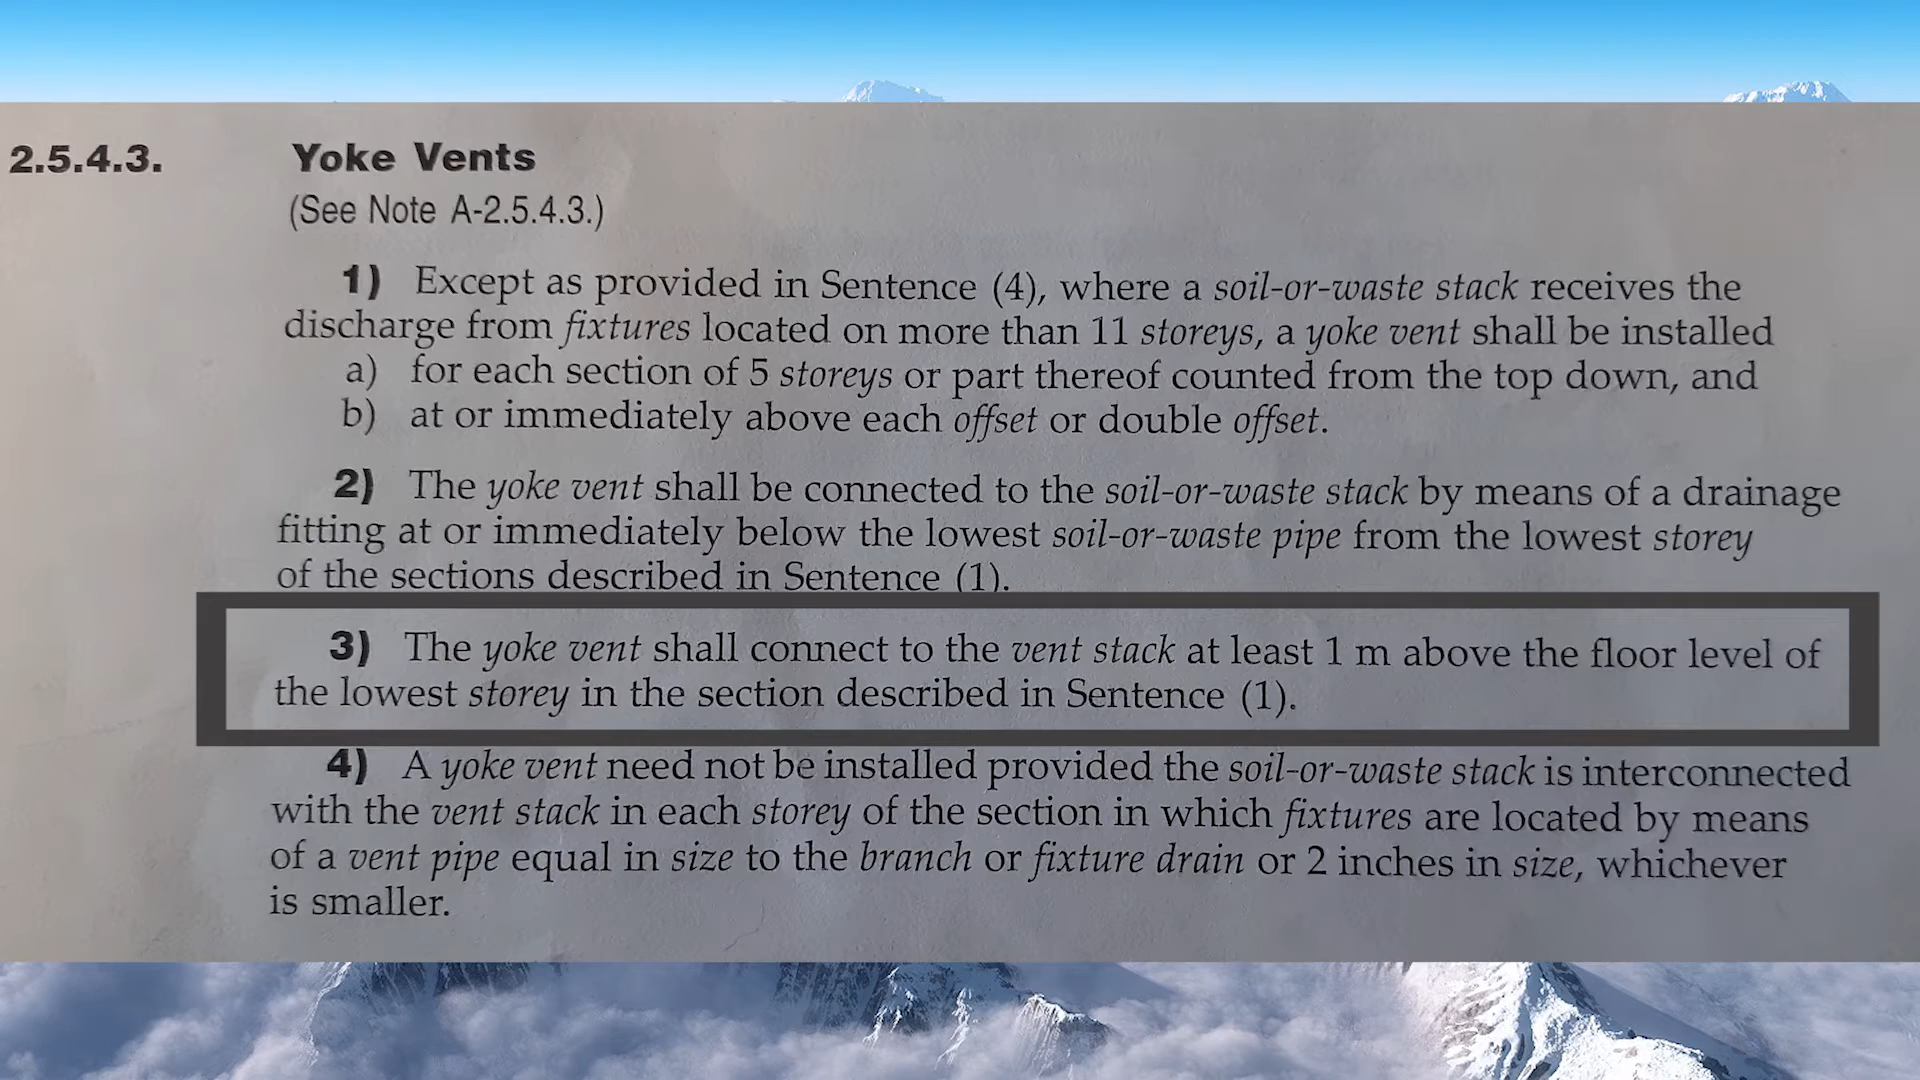 2.5.4.3. Yoke Vents
(See Note A-2.5.4.3.)
1) Except as provided in Sentence (4), where a soil-or-waste stack receives the
discharge from fixtures located on more than 11 storeys, a yoke vent shall be installed
a) for each section of 5 storeys or part thereof counted from the top down, and
b) at or immediately above each offset or double offset.
2) The yoke vent shall be connected to the soil-or-waste stack by means of a drainage
fitting at or immediately below the lowest soil-or-waste pipe from the lowest storey
of the sections described in Sentence (1).
3) The yoke vent shall connect to the vent stack at least 1 m above the floor level of
the lowest storey in the section described in Sentence (1).
4) A yoke vent need not be installed provided the soil-or-waste stack is interconnected
with the vent stack in each storey of the section in which fixtures are located by means
of a vent pipe equal in size to the branch or fixture drain or 2 inches in size, whichever
is smaller.